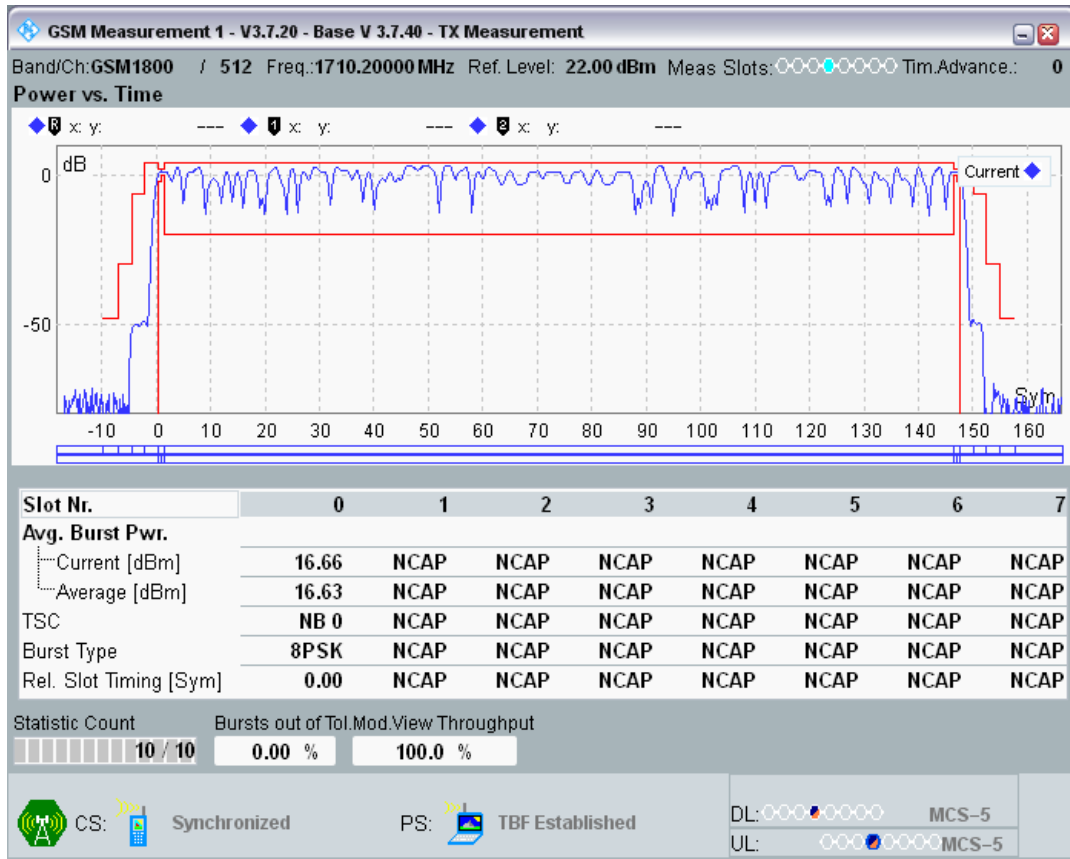 GSM Measurement 1 - V3.7.20 - Base V 3.7.40 - TX Measurement
Band/Ch:GSM1800 / 512 Freq.:1710.20000 MHz Ref. Level: 22.00 dBm Meas Slots: Tim.Advance.: 0
Power vs. Time
R x: y: --- 1 x: y: --- 2 x: y: ---
dB
Current
0
-50
Sym
-10 0 10 20 30 40 50 60 70 80 90 100 110 120 130 140 150 160
Slot Nr. 0 1 2 3 4 5 6 7
Avg. Burst Pwr.
Current [dBm] 16.66 NCAP NCAP NCAP NCAP NCAP NCAP NCAP
Average [dBm] 16.63 NCAP NCAP NCAP NCAP NCAP NCAP NCAP
TSC NB 0 NCAP NCAP NCAP NCAP NCAP NCAP NCAP
Burst Type 8PSK NCAP NCAP NCAP NCAP NCAP NCAP NCAP
Rel. Slot Timing [Sym] 0.00 NCAP NCAP NCAP NCAP NCAP NCAP NCAP
Statistic Count Bursts out of Tol.Mod.View Throughput
10 / 10 0.00 % 100.0 %
CS: Synchronized PS: TBF Established DL: MCS-5
UL: MCS-5